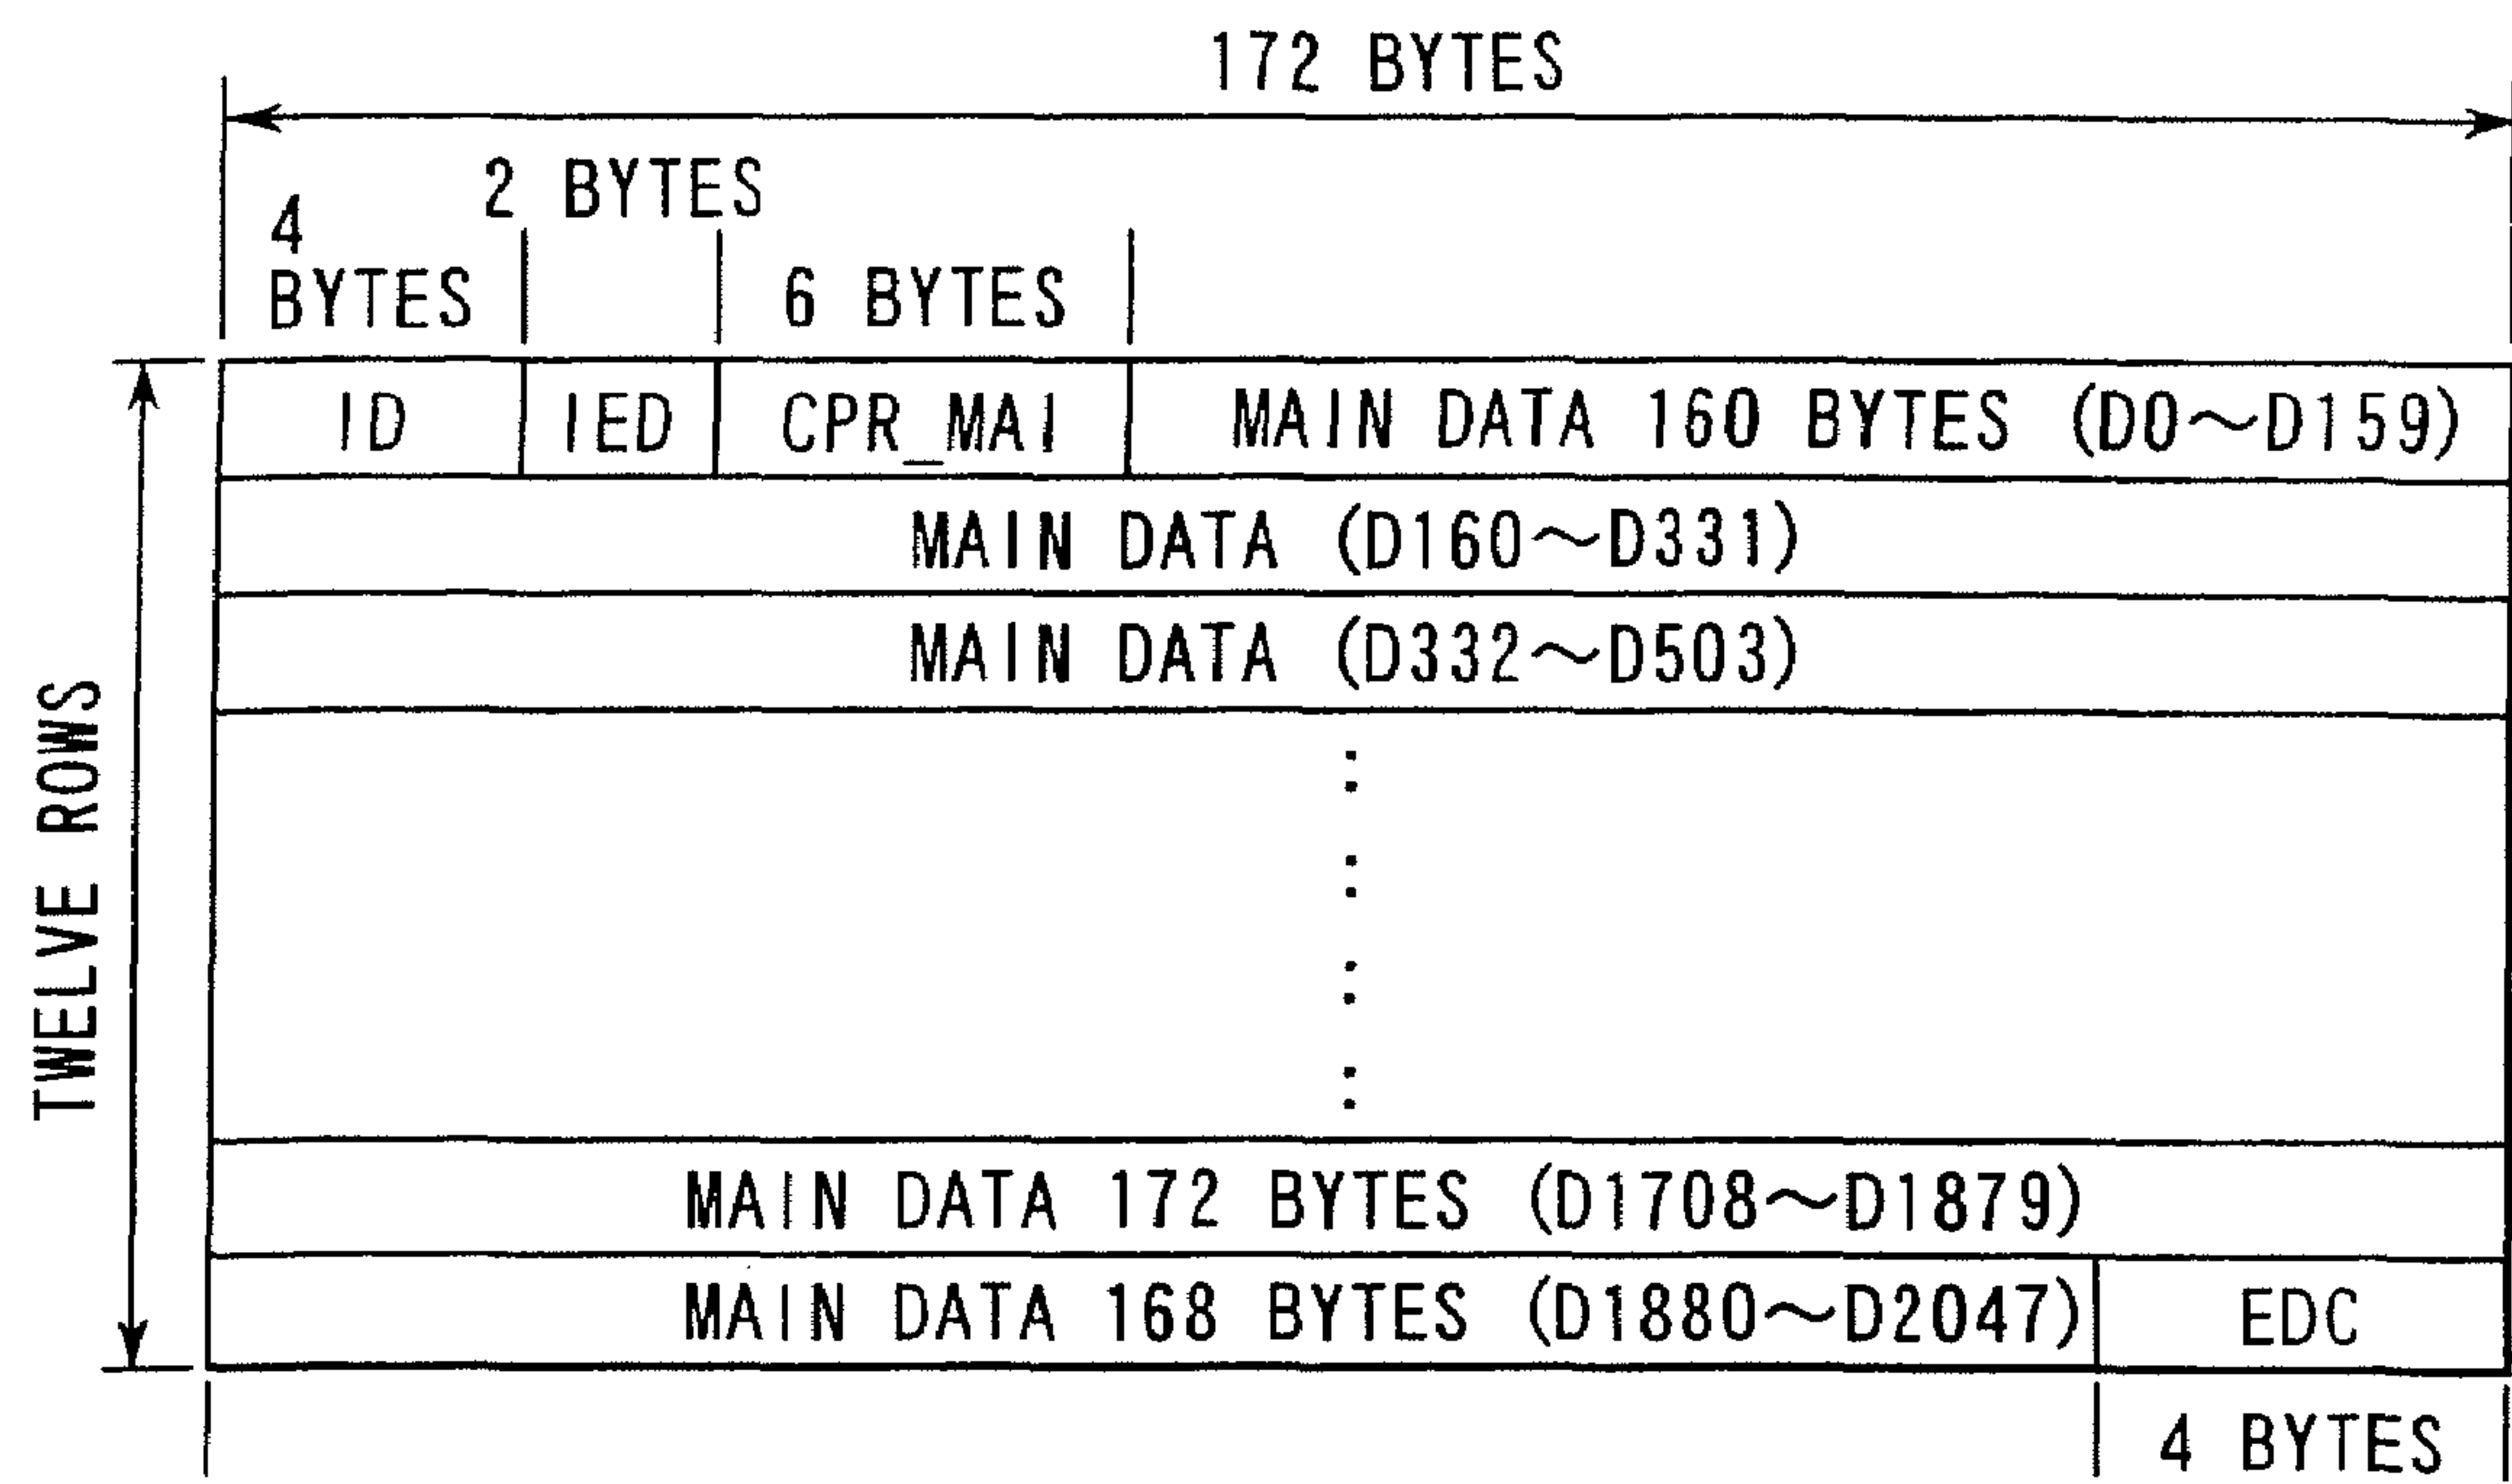 172 BYTES
2 BYTES
4
BYTES
6 BYTES
ID IED CPR_MAI MAIN DATA 160 BYTES (D0~D159)
MAIN DATA (D160~D331)
MAIN DATA (D332~D503)
TWELVE ROWS
MAIN DATA 172 BYTES (D1708~D1879)
MAIN DATA 168 BYTES (D1880~D2047) EDC
4 BYTES